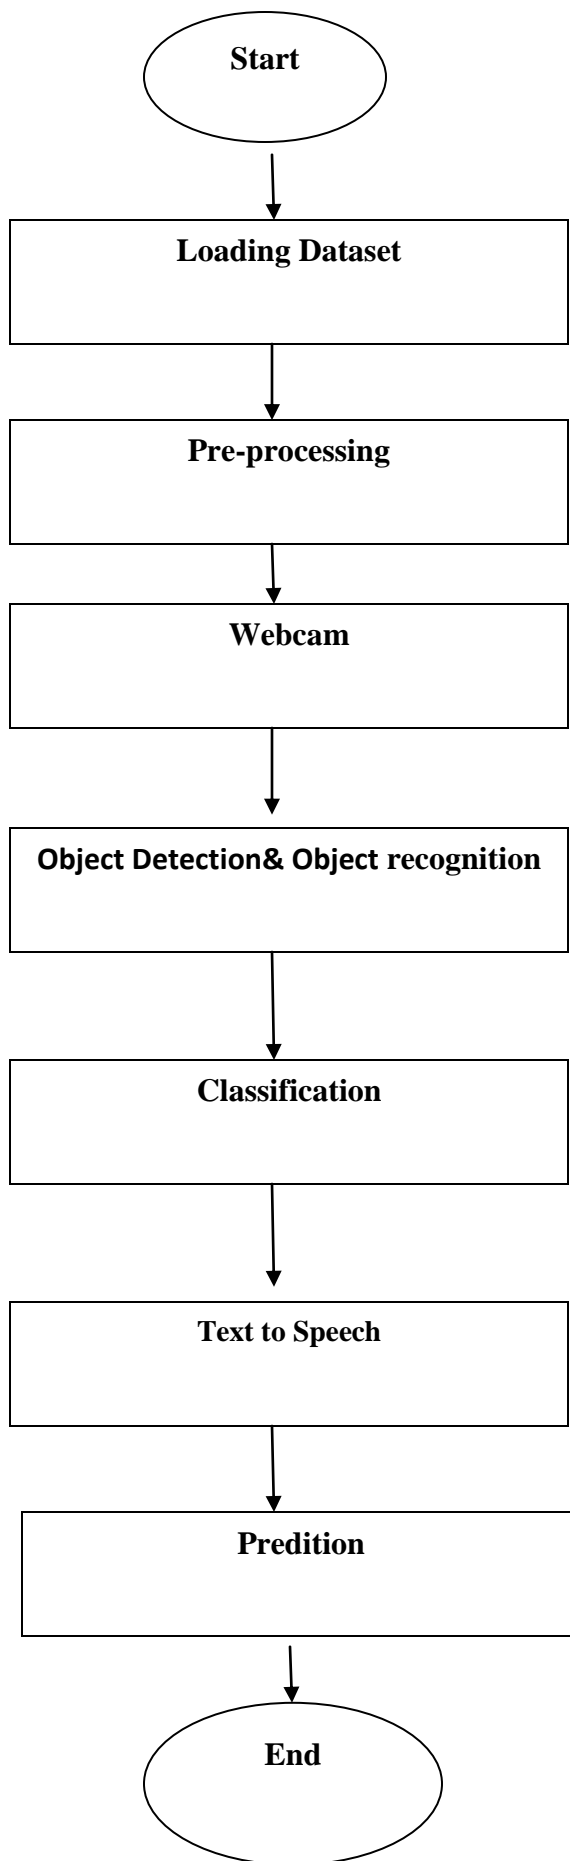 Start
Loading Dataset
Pre-processing
Webcam
Object Detection& Object recognition
Classification
Text to Speech
Predition
End